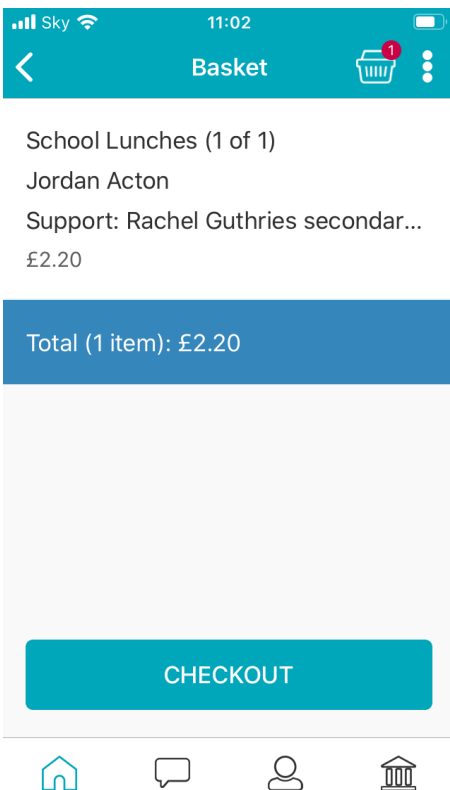 Sky 11:02
Basket 1
School Lunches (1 of 1)
Jordan Acton
Support: Rachel Guthries secondar...
£2.20
Total (1 item): £2.20
CHECKOUT